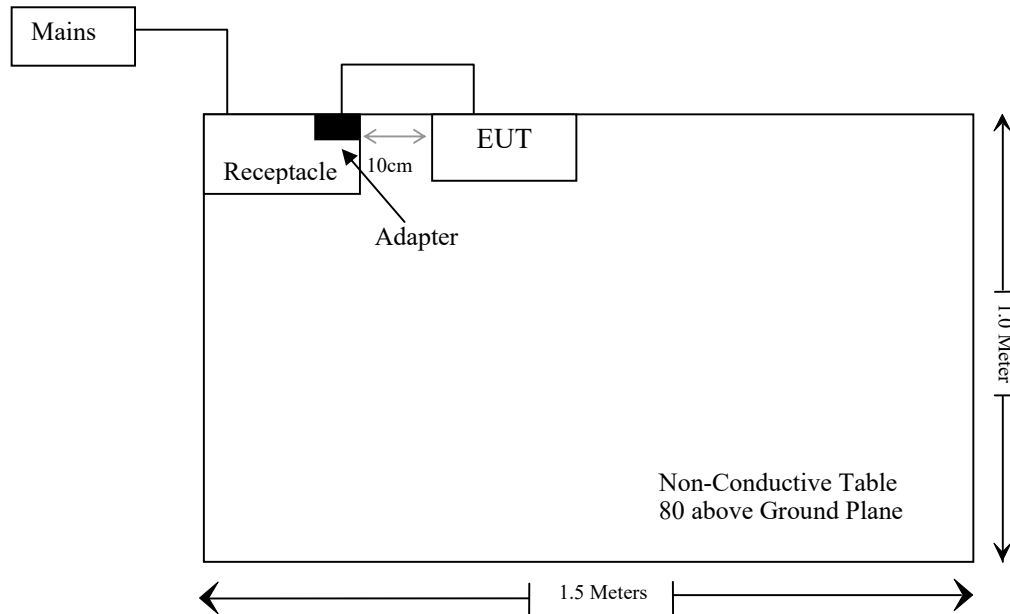 Mains
EUT
Receptacle
10cm
Adapter
1.0 Meter
Non-Conductive Table
80 above Ground Plane
1.5 Meters